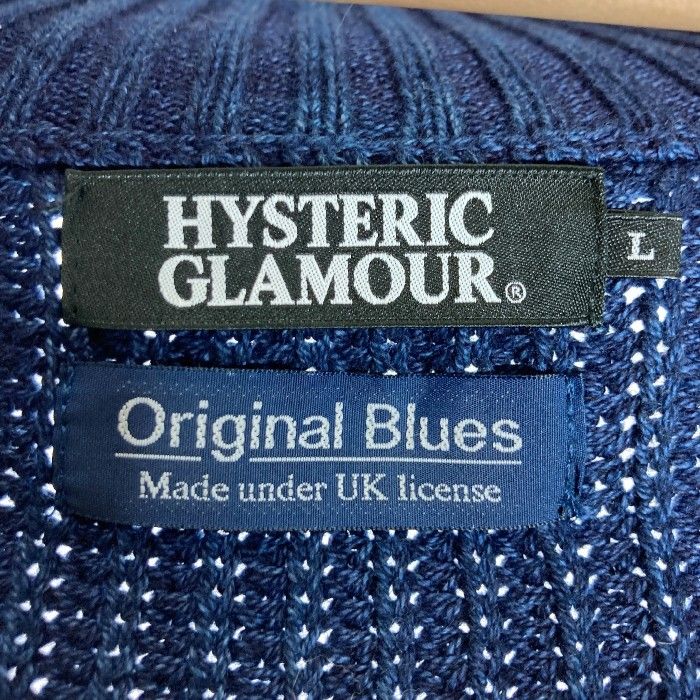 HYSTERIC
GLAMOUR®
L
Original Blues
Made under UK license